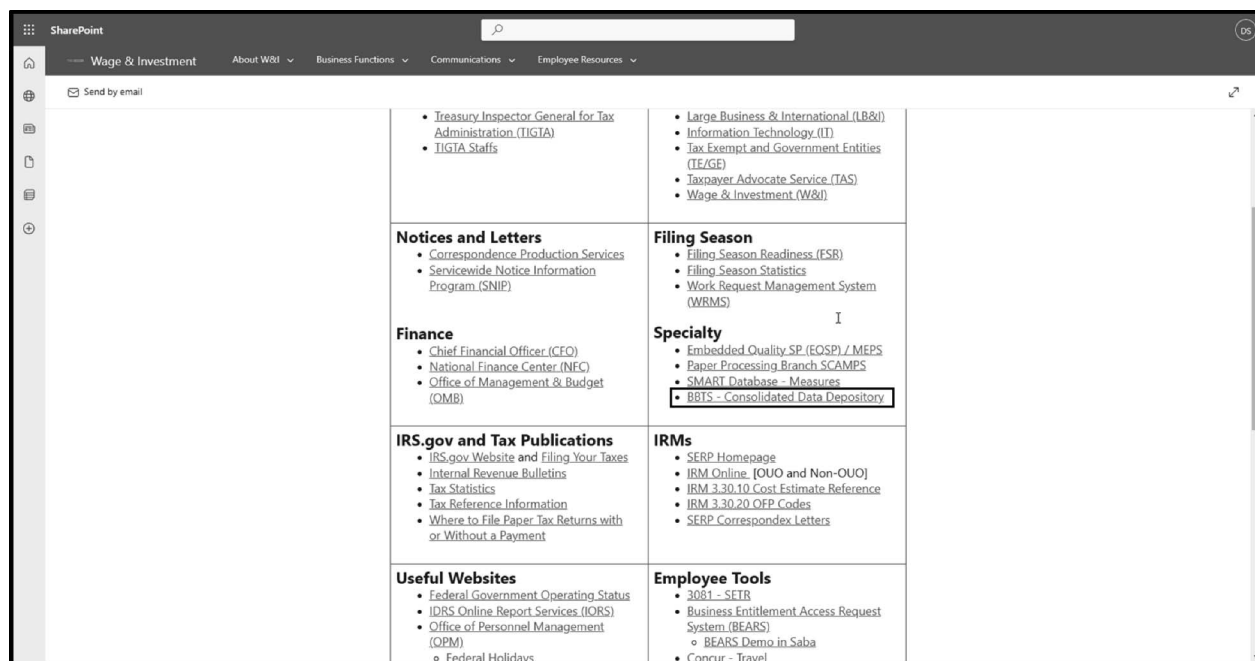 SharePoint
DS
Wage & Investment
About W&I
Business Functions
Communications
Employee Resources
Send by email
• Treasury Inspector General for Tax
Administration (TIGTA)
• TIGTA Staffs
• Large Business & International (LB&I)
• Information Technology (IT)
• Tax Exempt and Government Entities
(TE/GE)
• Taxpayer Advocate Service (TAS)
• Wage & Investment (W&I)
Notices and Letters
• Correspondence Production Services
• Servicewide Notice Information
Program (SNIP)
Finance
• Chief Financial Officer (CFO)
• National Finance Center (NFC)
• Office of Management & Budget
(OMB)
Filing Season
• Filing Season Readiness (FSR)
• Filing Season Statistics
• Work Request Management System
(WRMS)
Specialty
• Embedded Quality SP (EQSP) / MEPS
• Paper Processing Branch SCAMPS
• SMART Database - Measures
• BBTS - Consolidated Data Depository
IRS.gov and Tax Publications
• IRS.gov Website and Filing Your Taxes
• Internal Revenue Bulletins
• Tax Statistics
• Tax Reference Information
• Where to File Paper Tax Returns with
or Without a Payment
IRMs
• SERP Homepage
• IRM Online [OUO and Non-OUO]
• IRM 3.30.10 Cost Estimate Reference
• IRM 3.30.20 OFP Codes
• SERP Correspondex Letters
Useful Websites
• Federal Government Operating Status
• IDRS Online Report Services (IORS)
• Office of Personnel Management
(OPM)
o Federal Holidays
Employee Tools
• 3081 - SETR
• Business Entitlement Access Request
System (BEARS)
o BEARS Demo in Saba
• Concur - Travel